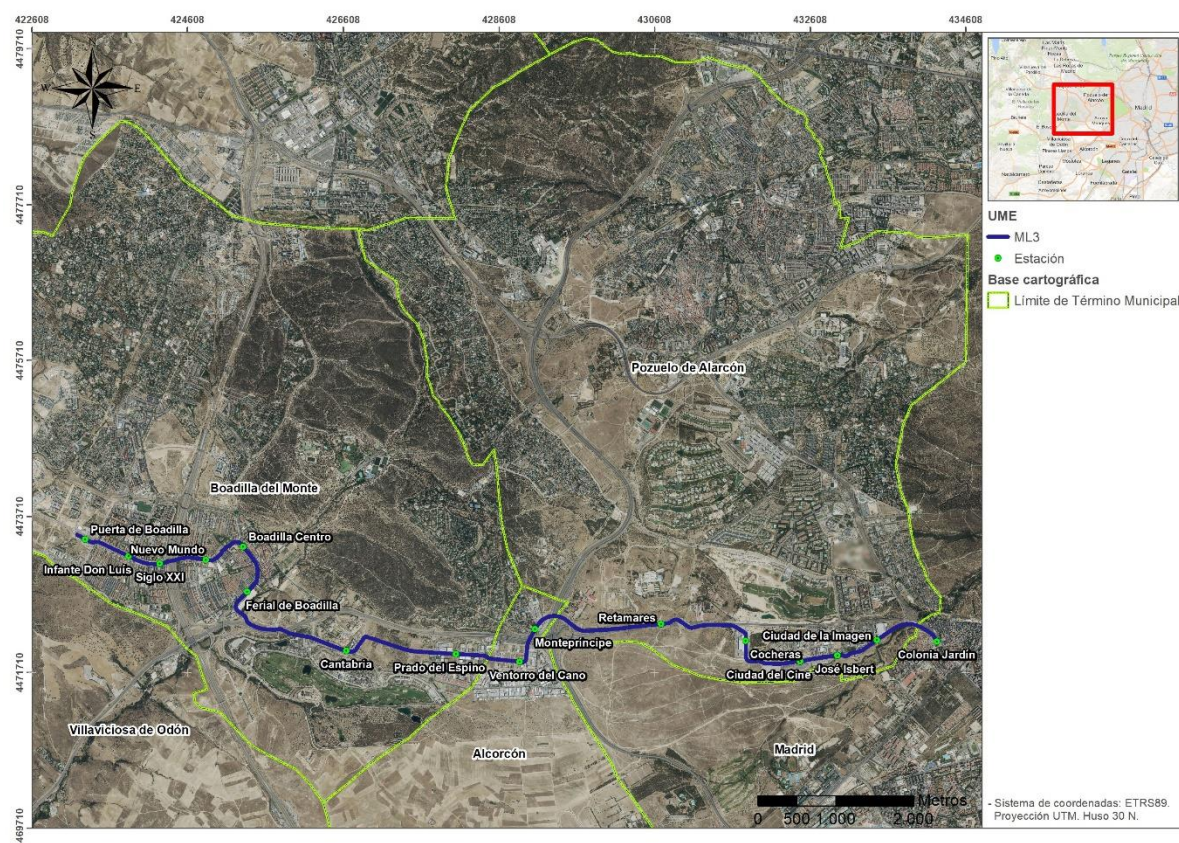 422608 424608 426608 428608 430608 432608 434608
4479710
4477710
4475710
4473710
4471710
469710
W E
S
Pozuelo de Alarcón
Boadilla del Monte
Puerta de Boadilla
Boadilla Centro
Nuevo Mundo
Infante Don Luis
Siglo XXI
Ferial de Boadilla
Retamares
Ciudad de la Imagen
Montepríncipe
Cantabria
Prado del Espino
Ventorro del Cano
Cocheras
Colonia Jardín
José Isbert
Ciudad del Cine
Villaviciosa de Odón
Alcorcón
Madrid
Metros
0 500 1.000 2.000
Madrid
UME
ML3
Estación
Base cartográfica
Límite de Término Municipal
- Sistema de coordenadas: ETRS89.
Proyección UTM. Huso 30 N.